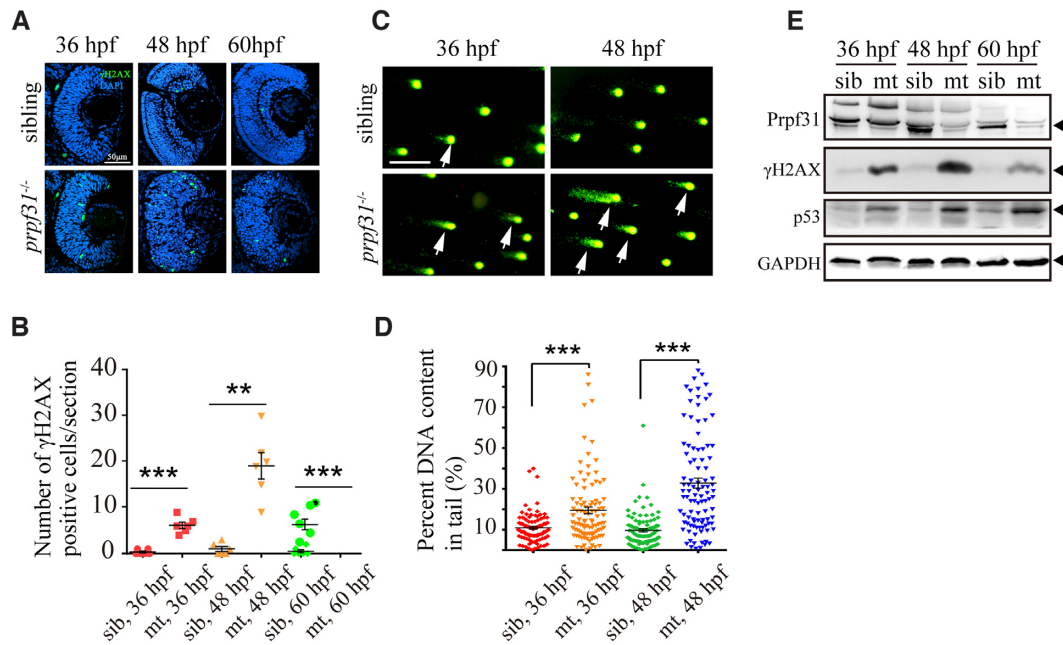 A
36 hpf 48 hpf 60hpf
γH2AX
DAPI
50μm
sibling
prpf31-/-
B
Number of γH2AX
positive cells/section
40
30
20
10
0
***
**
***
sib, 36 hpf
mt, 36 hpf
sib, 48 hpf
mt, 48 hpf
sib, 60 hpf
mt, 60 hpf
C
36 hpf 48 hpf
sibling
prpf31-/-
D
Percent DNA content
in tail (%)
90
70
50
30
10
***
***
sib, 36 hpf
mt, 36 hpf
sib, 48 hpf
mt, 48 hpf
E
36 hpf 48 hpf 60 hpf
sib mt sib mt sib mt
Prpf31
γH2AX
p53
GAPDH